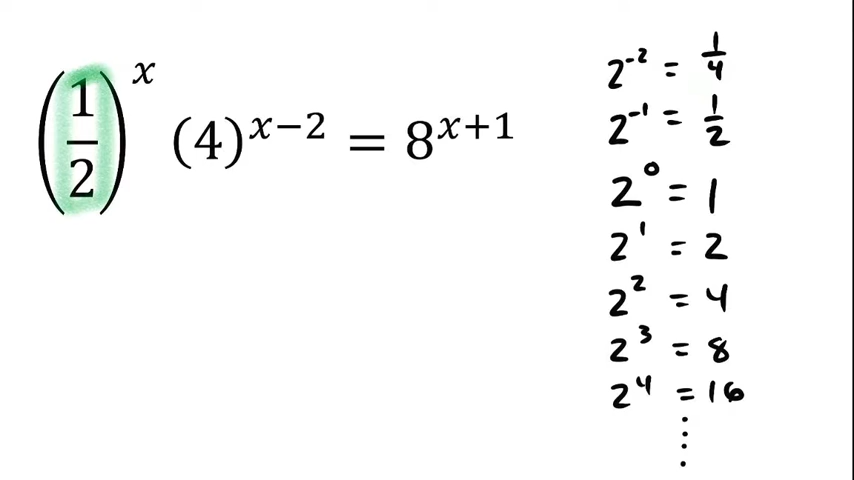 (1/2)^x (4)^(x−2) = 8^(x+1)
2^-2 = 1/4
2^-1 = 1/2
2^0 = 1
2^1 = 2
2^2 = 4
2^3 = 8
2^4 = 16
⋮